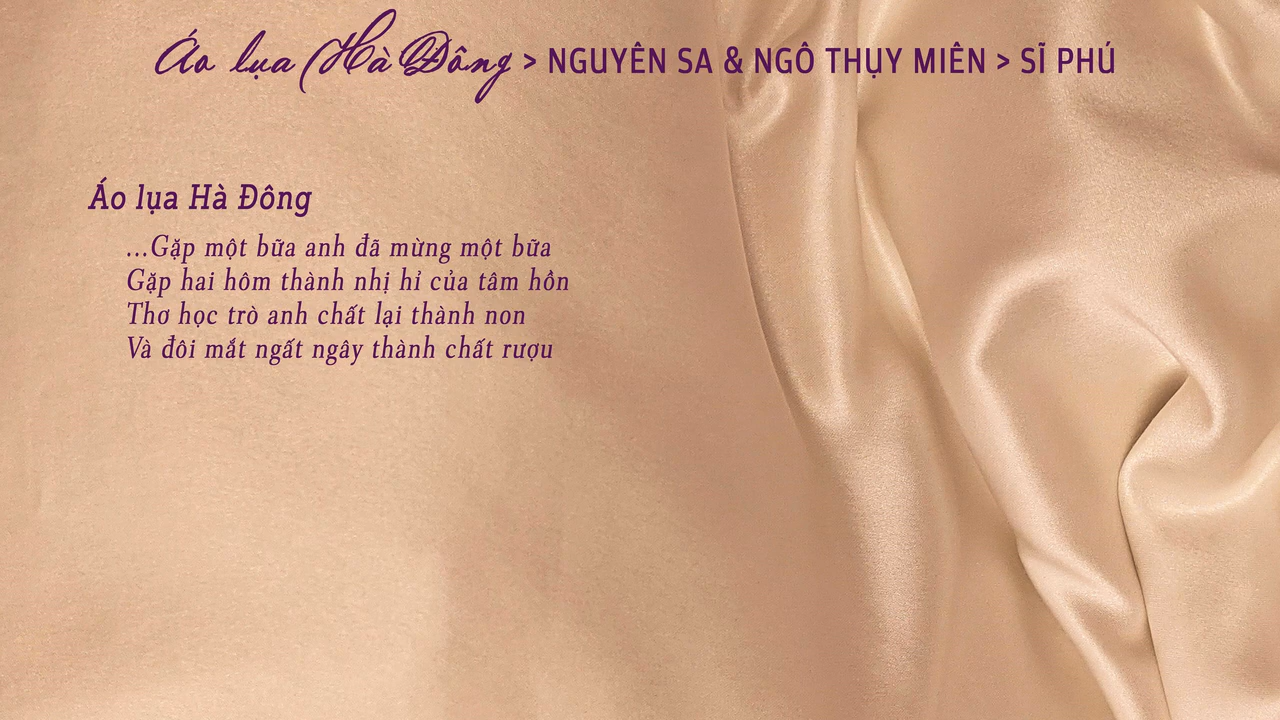 Áo lụa Hà Đông > NGUYÊN SA & NGÔ THỤY MIÊN > SĨ PHÚ
Áo lụa Hà Đông
...Gặp một bữa anh đã mừng một bữa
Gặp hai hôm thành nhị hỉ của tâm hồn
Thơ học trò anh chất lại thành non
Và đôi mắt ngất ngây thành chất rượu